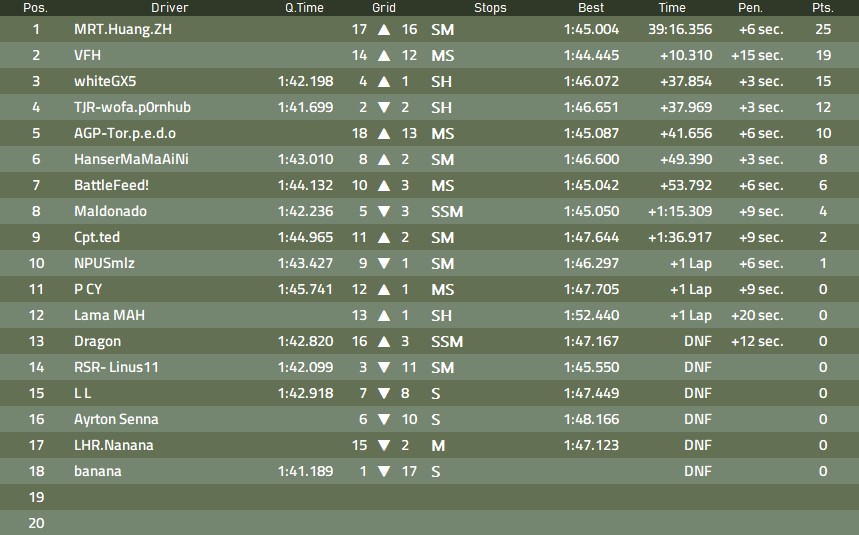 Pos. Driver Q.Time Grid Stops Best Time Pen. Pts.
1 MRT.Huang.ZH 17 ▲ 16 SM 1:45.004 39:16.356 +6 sec. 25
2 VFH 14 ▲ 12 MS 1:44.445 +10.310 +15 sec. 19
3 whiteGX5 1:42.198 4 ▲ 1 SH 1:46.072 +37.854 +3 sec. 15
4 TJR-wofa.p0rnhub 1:41.699 2 ▼ 2 SH 1:46.651 +37.969 +3 sec. 12
5 AGP-Tor.p.e.d.o 18 ▲ 13 MS 1:45.087 +41.656 +6 sec. 10
6 HanserMaMaAiNi 1:43.010 8 ▲ 2 SM 1:46.600 +49.390 +3 sec. 8
7 BattleFeed! 1:44.132 10 ▲ 3 MS 1:45.042 +53.792 +6 sec. 6
8 Maldonado 1:42.236 5 ▼ 3 SSM 1:45.050 +1:15.309 +9 sec. 4
9 Cpt.ted 1:44.965 11 ▲ 2 SM 1:47.644 +1:36.917 +9 sec. 2
10 NPUSmlz 1:43.427 9 ▼ 1 SM 1:46.297 +1 Lap +6 sec. 1
11 P CY 1:45.741 12 ▲ 1 MS 1:47.705 +1 Lap +9 sec. 0
12 Lama MAH 13 ▲ 1 SH 1:52.440 +1 Lap +20 sec. 0
13 Dragon 1:42.820 16 ▲ 3 SSM 1:47.167 DNF +12 sec. 0
14 RSR- Linus11 1:42.099 3 ▼ 11 SM 1:45.550 DNF 0
15 L L 1:42.918 7 ▼ 8 S 1:47.449 DNF 0
16 Ayrton Senna 6 ▼ 10 S 1:48.166 DNF 0
17 LHR.Nanana 15 ▼ 2 M 1:47.123 DNF 0
18 banana 1:41.189 1 ▼ 17 S DNF 0
19
20